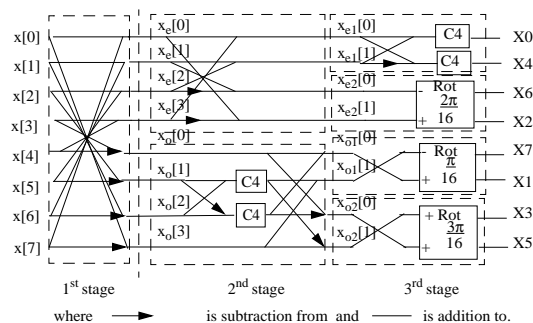 x[0] xe[0] xe1[0] C4 X0
x[1] xe[1] xe1[1] C4 X4
x[2] xe[2] xe2[0] - Rot X6
2π
x[3] xe[3] xe2[1] + 16 X2
xo[0]
x[4] xo1[0] - Rot X7
π
x[5] xo[1] C4 xo1[1] + 16 X1
x[6] xo[2] C4 xo2[0] + Rot X3
3π
x[7] xo[3] xo2[1] + 16 X5
1st stage 2nd stage 3rd stage
where is subtraction from and is addition to.